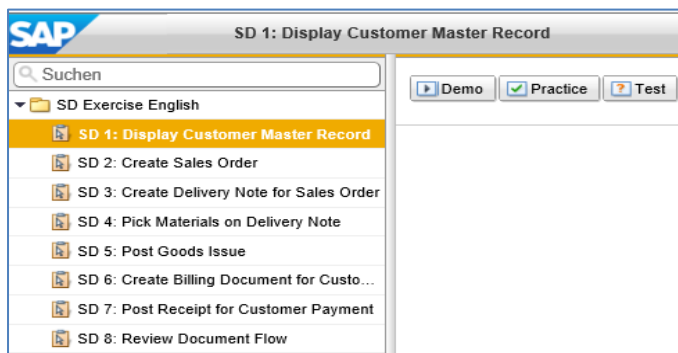 SAP
SD 1: Display Customer Master Record
Suchen
Demo
Practice
Test
SD Exercise English
SD 1: Display Customer Master Record
SD 2: Create Sales Order
SD 3: Create Delivery Note for Sales Order
SD 4: Pick Materials on Delivery Note
SD 5: Post Goods Issue
SD 6: Create Billing Document for Custo...
SD 7: Post Receipt for Customer Payment
SD 8: Review Document Flow